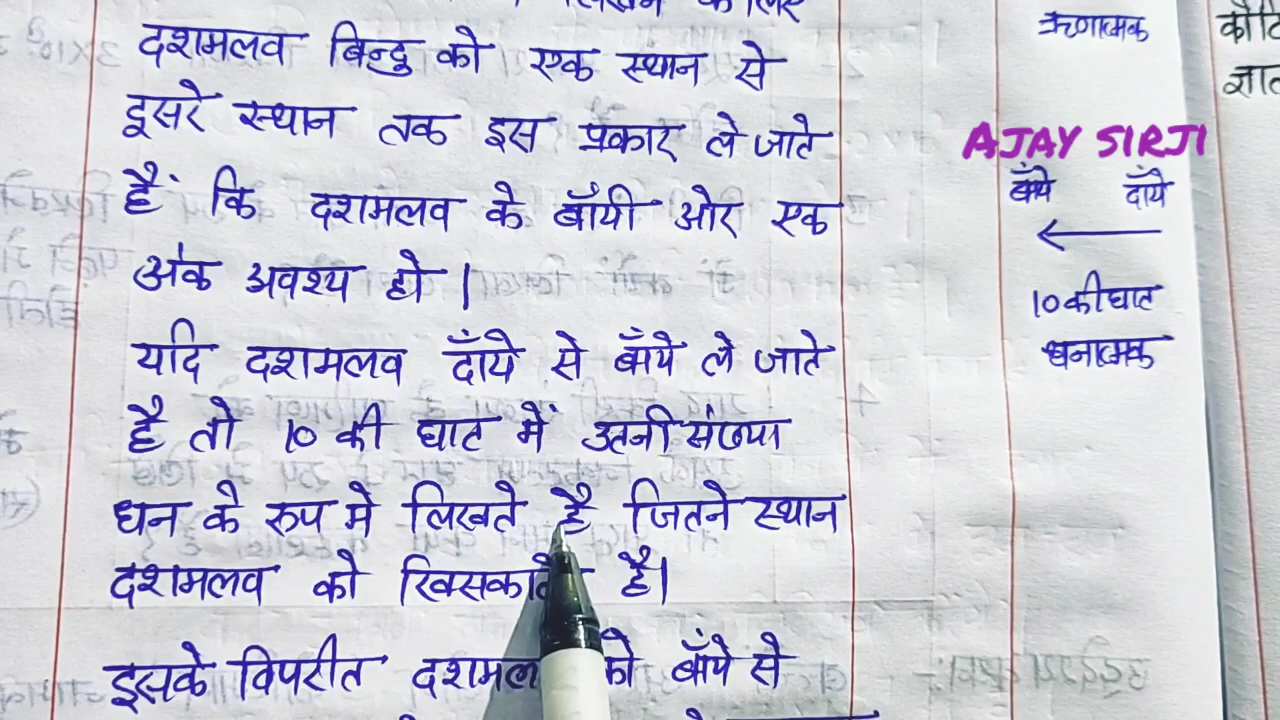 लिखने के लिए
दशमलव बिन्दु को एक स्थान से
दूसरे स्थान तक इस प्रकार ले जाते
हैं कि दशमलव के बाँयी ओर एक
अंक अवश्य हो।
यदि दशमलव दाँये से बाँये ले जाते
है तो 10 की घात में उतनी संख्या
धन के रुप मे लिखते है जितने स्थान
दशमलव को खिसकाते है।
इसके विपरीत दशमलव को बाँये से
ऋणात्मक
AJAY SIRJI
बाँये दाँये
←
10 की घात
धनात्मक